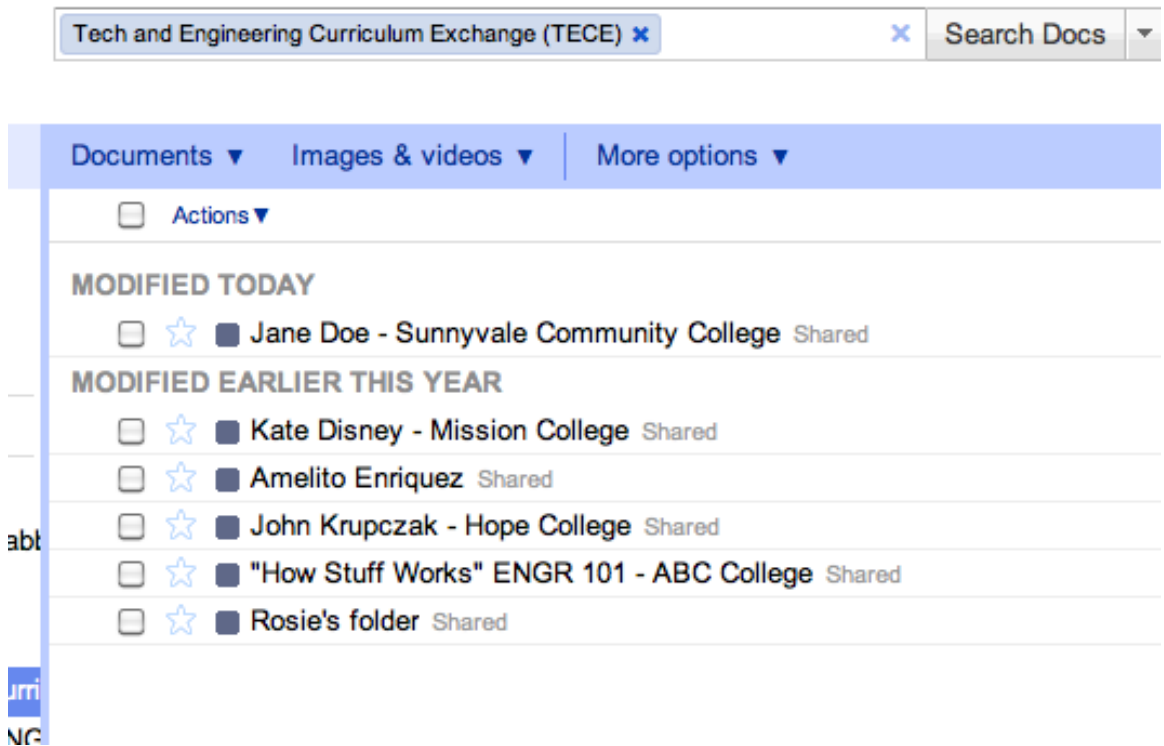 Tech and Engineering Curriculum Exchange (TECE)
Search Docs
Documents ▼ Images & videos ▼ More options ▼
Actions▼
MODIFIED TODAY
Jane Doe - Sunnyvale Community College Shared
MODIFIED EARLIER THIS YEAR
Kate Disney - Mission College Shared
Amelito Enriquez Shared
John Krupczak - Hope College Shared
"How Stuff Works" ENGR 101 - ABC College Shared
Rosie's folder Shared